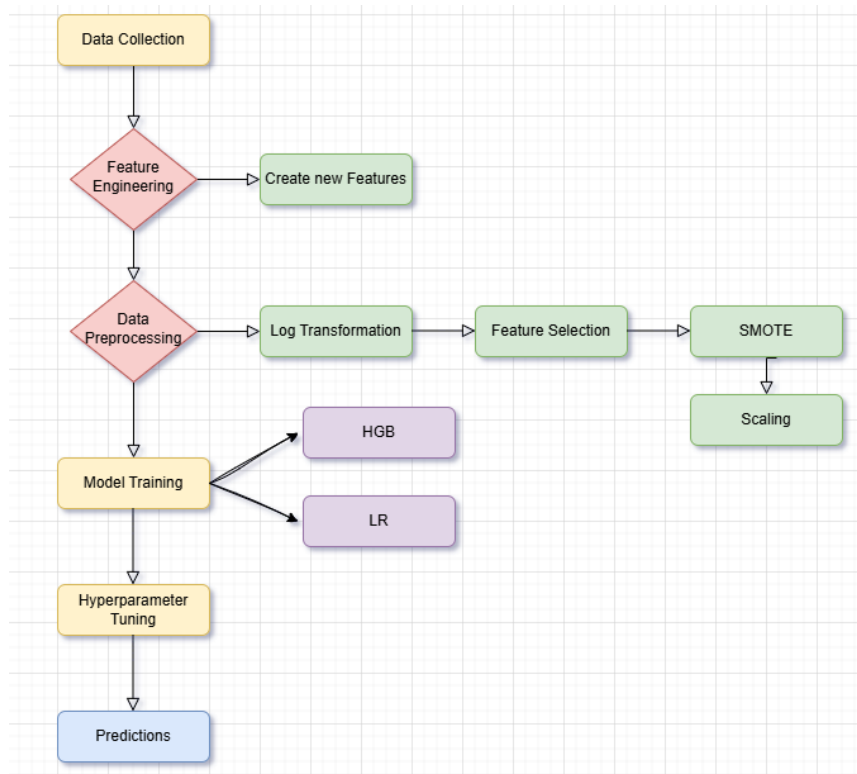 Data Collection
Feature
Engineering
Create new Features
Data
Preprocessing
Log Transformation
Feature Selection
SMOTE
Scaling
HGB
Model Training
LR
Hyperparameter
Tuning
Predictions